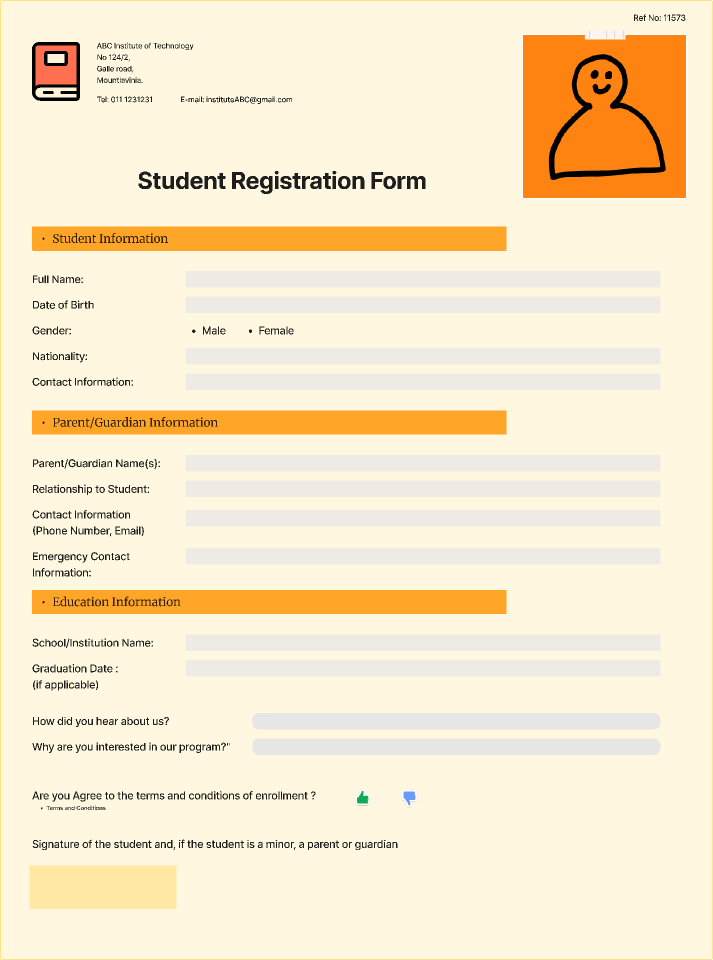 Ref No: 11573
ABC Institute of Technology
No 124/2,
Galle road,
Mountlavinia.
Tel: 011 1231231 E-mail: instituteABC@gmail.com
Student Registration Form
• Student Information
Full Name:
Date of Birth
Gender: • Male • Female
Nationality:
Contact Information:
• Parent/Guardian Information
Parent/Guardian Name(s):
Relationship to Student:
Contact Information
(Phone Number, Email)
Emergency Contact
Information:
• Education Information
School/Institution Name:
Graduation Date :
(if applicable)
How did you hear about us?
Why are you interested in our program?"
Are you Agree to the terms and conditions of enrollment ?
• Terms and Conditions
Signature of the student and, if the student is a minor, a parent or guardian